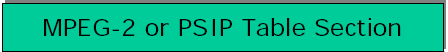 MPEG-2 or PSIP Table Section